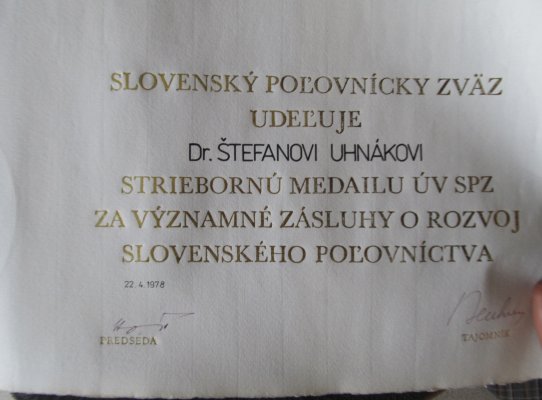 SLOVENSKÝ POĽOVNÍCKY ZVÄZ
UDEĽUJE
Dr. ŠTEFANOVI UHNÁKOVI
STRIEBORNÚ MEDAILU ÚV SPZ
ZA VÝZNAMNÉ ZÁSLUHY O ROZVOJ
SLOVENSKÉHO POĽOVNÍCTVA
22. 4. 1978
PREDSEDA
TAJOMNÍK